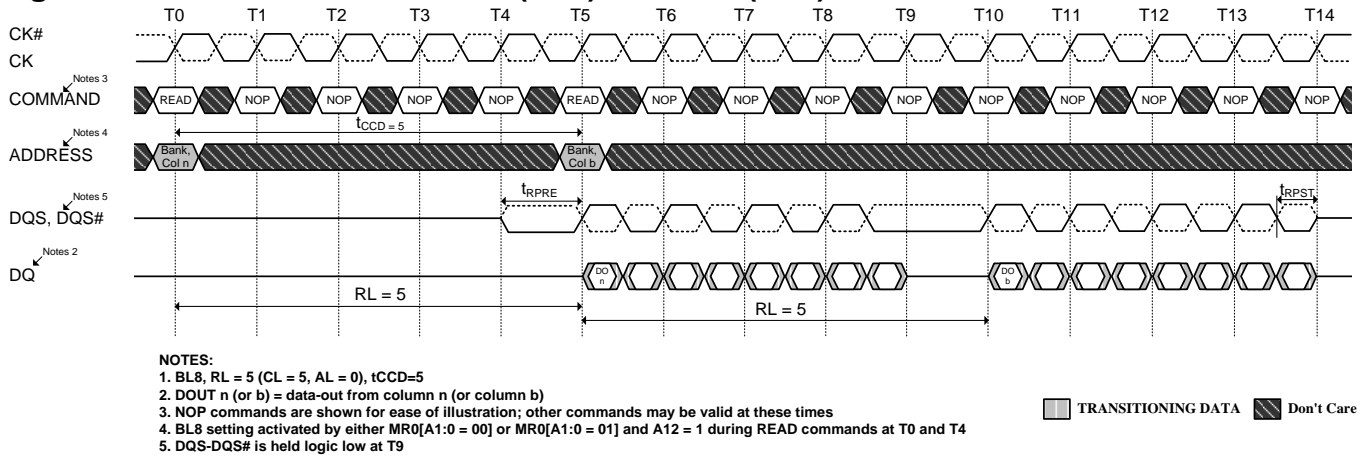 T0 T1 T2 T3 T4 T5 T6 T7 T8 T9 T10 T11 T12 T13 T14
CK#
CK
Notes 3
COMMAND READ NOP NOP NOP NOP READ NOP NOP NOP NOP NOP NOP NOP NOP NOP
tCCD = 5
Notes 4
ADDRESS Bank, Col n Bank, Col b
tRPRE tRPST
Notes 5
DQS, DQS#
Notes 2
DQ DO n DO b
RL = 5
RL = 5
NOTES:
1. BL8, RL = 5 (CL = 5, AL = 0), tCCD=5
2. DOUT n (or b) = data-out from column n (or column b)
3. NOP commands are shown for ease of illustration; other commands may be valid at these times
4. BL8 setting activated by either MR0[A1:0 = 00] or MR0[A1:0 = 01] and A12 = 1 during READ commands at T0 and T4
5. DQS-DQS# is held logic low at T9
TRANSITIONING DATA Don't Care